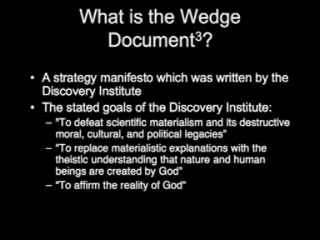 What is the Wedge
Document³?
• A strategy manifesto which was written by the
Discovery Institute
• The stated goals of the Discovery Institute:
– "To defeat scientific materialism and its destructive
moral, cultural, and political legacies"
– "To replace materialistic explanations with the
theistic understanding that nature and human
beings are created by God"
– "To affirm the reality of God"